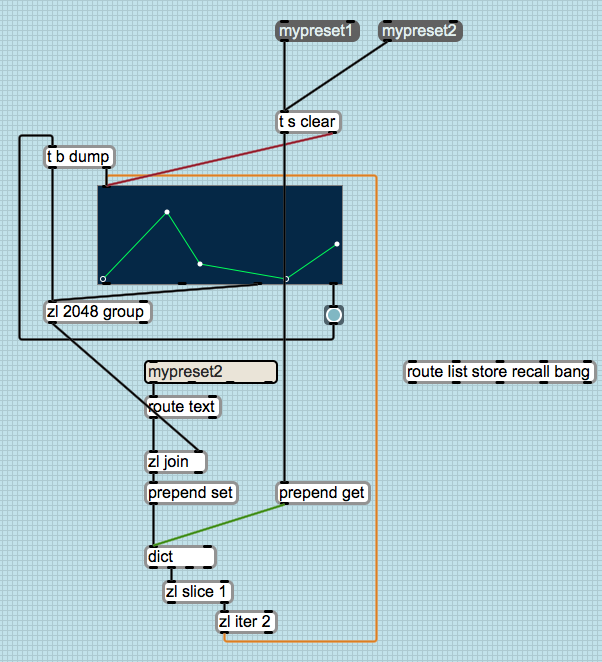 mypreset1
mypreset2
t s clear
t b dump
zl 2048 group
mypreset2
route list store recall bang
route text
zl join
prepend set
prepend get
dict
zl slice 1
zl iter 2